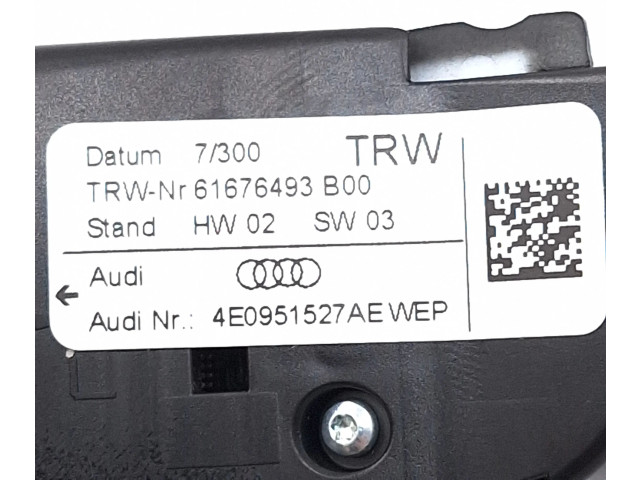 Datum 7/300 TRW
TRW-Nr 61676493 B00
Stand HW 02 SW 03
Audi
Audi Nr.: 4E0951527AE WEP